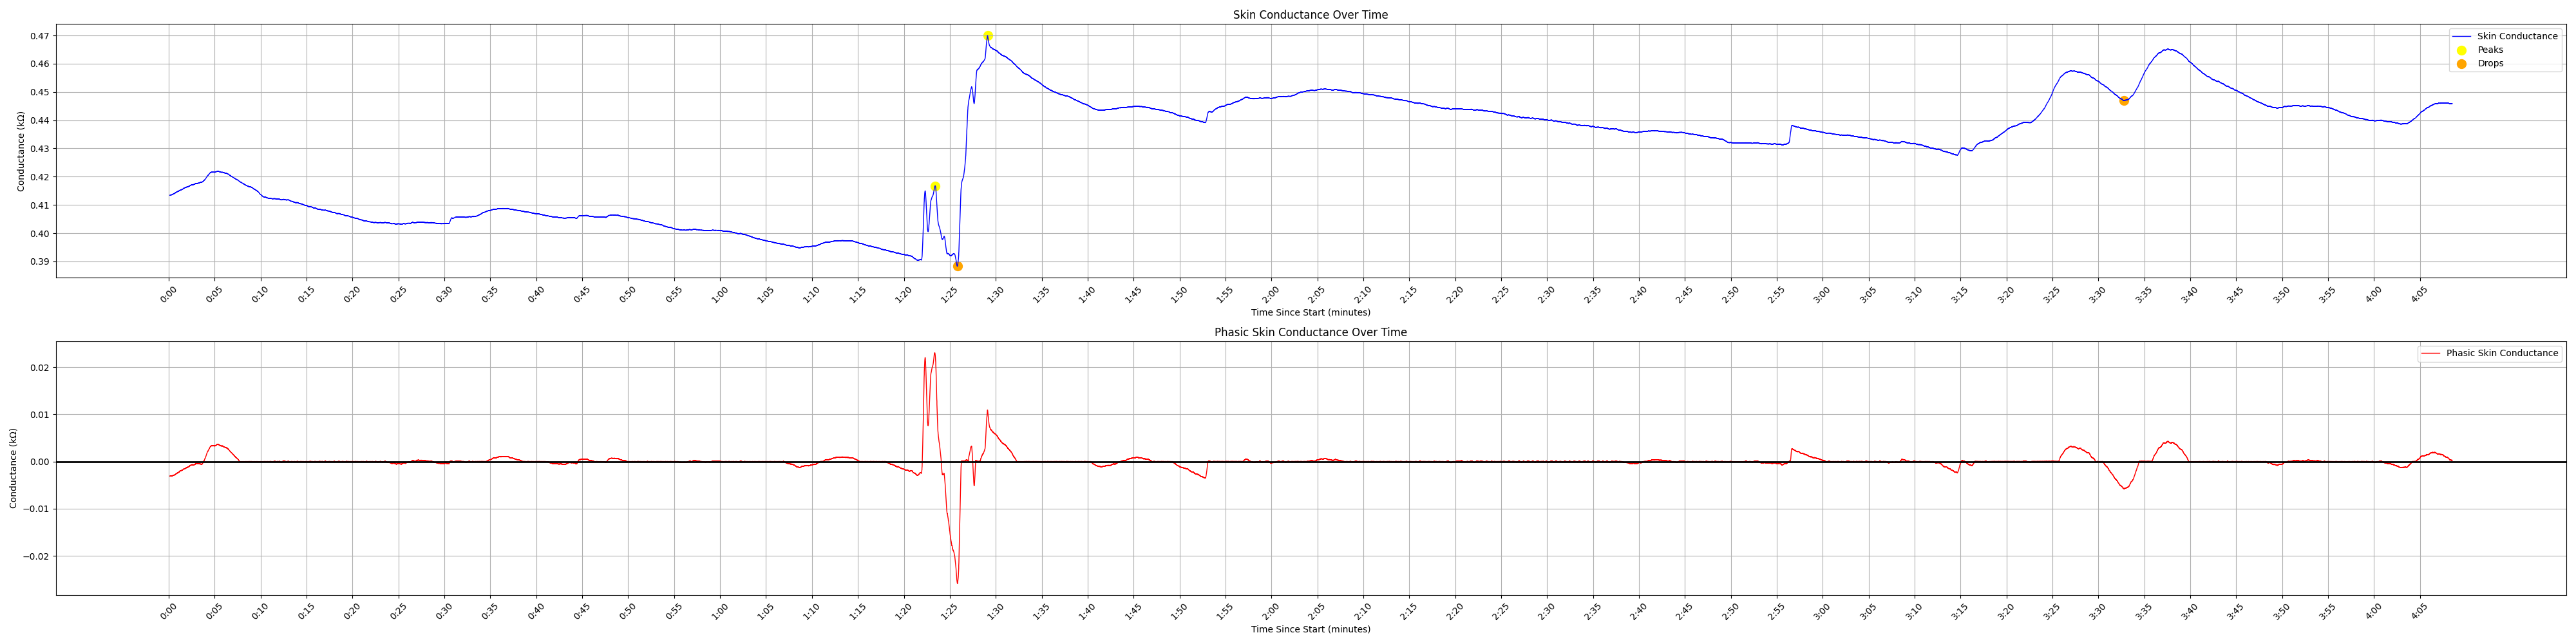 Skin Conductance Over Time
Conductance (kΩ)
0.47
0.46
0.45
0.44
0.43
0.42
0.41
0.40
0.39
Skin Conductance
Peaks
Drops
0:00 0:05 0:10 0:15 0:20 0:25 0:30 0:35 0:40 0:45 0:50 0:55 1:00 1:05 1:10 1:15 1:20 1:25 1:30 1:35 1:40 1:45 1:50 1:55 2:00 2:05 2:10 2:15 2:20 2:25 2:30 2:35 2:40 2:45 2:50 2:55 3:00 3:05 3:10 3:15 3:20 3:25 3:30 3:35 3:40 3:45 3:50 3:55 4:00 4:05
Time Since Start (minutes)
Phasic Skin Conductance Over Time
Conductance (kΩ)
0.02
0.01
0.00
−0.01
−0.02
Phasic Skin Conductance
0:00 0:05 0:10 0:15 0:20 0:25 0:30 0:35 0:40 0:45 0:50 0:55 1:00 1:05 1:10 1:15 1:20 1:25 1:30 1:35 1:40 1:45 1:50 1:55 2:00 2:05 2:10 2:15 2:20 2:25 2:30 2:35 2:40 2:45 2:50 2:55 3:00 3:05 3:10 3:15 3:20 3:25 3:30 3:35 3:40 3:45 3:50 3:55 4:00 4:05
Time Since Start (minutes)